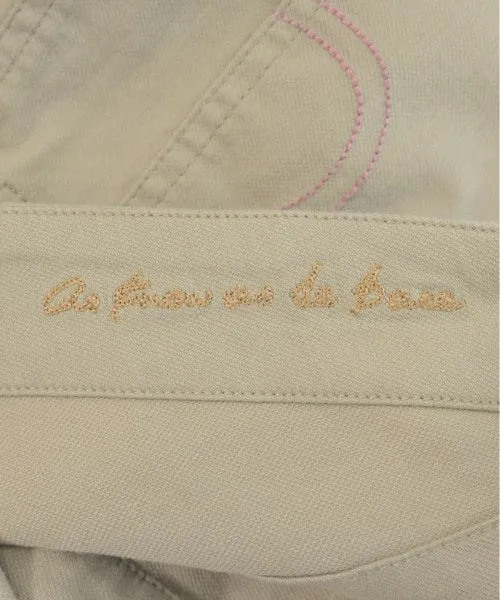 As know as de base